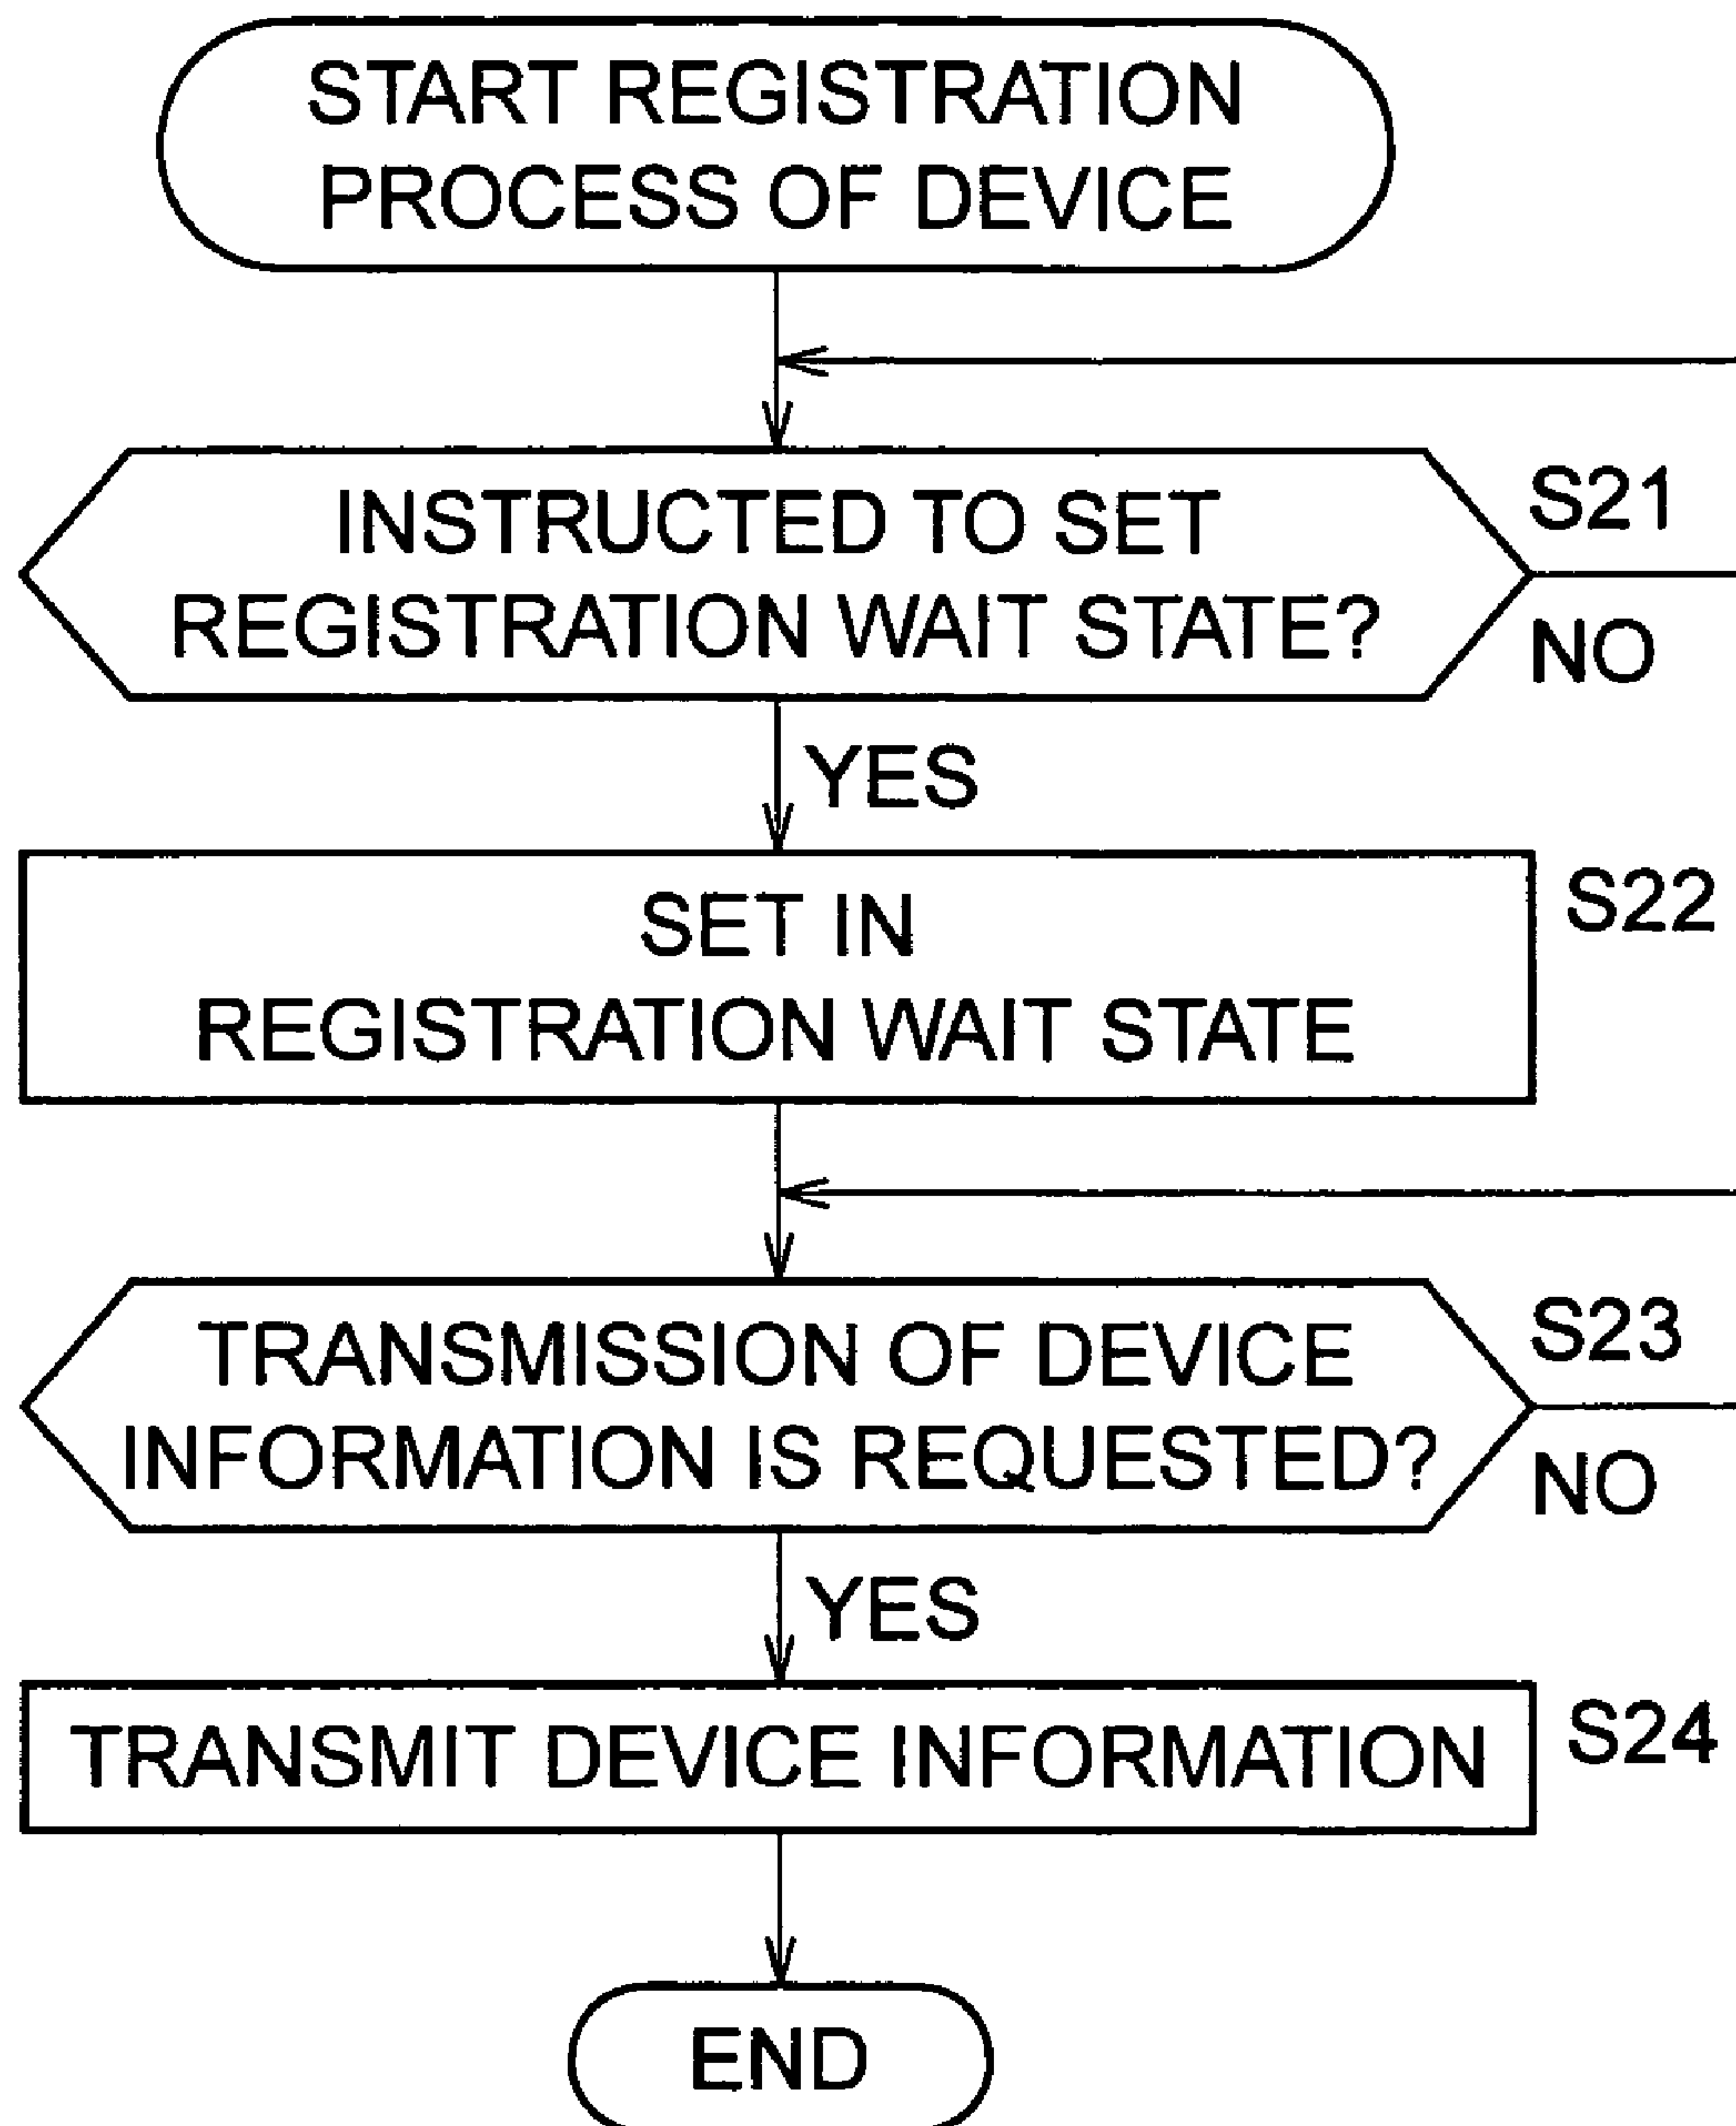 START REGISTRATION
PROCESS OF DEVICE
INSTRUCTED TO SET
REGISTRATION WAIT STATE?
S21
NO
YES
SET IN
REGISTRATION WAIT STATE
S22
TRANSMISSION OF DEVICE
INFORMATION IS REQUESTED?
S23
NO
YES
TRANSMIT DEVICE INFORMATION
S24
END